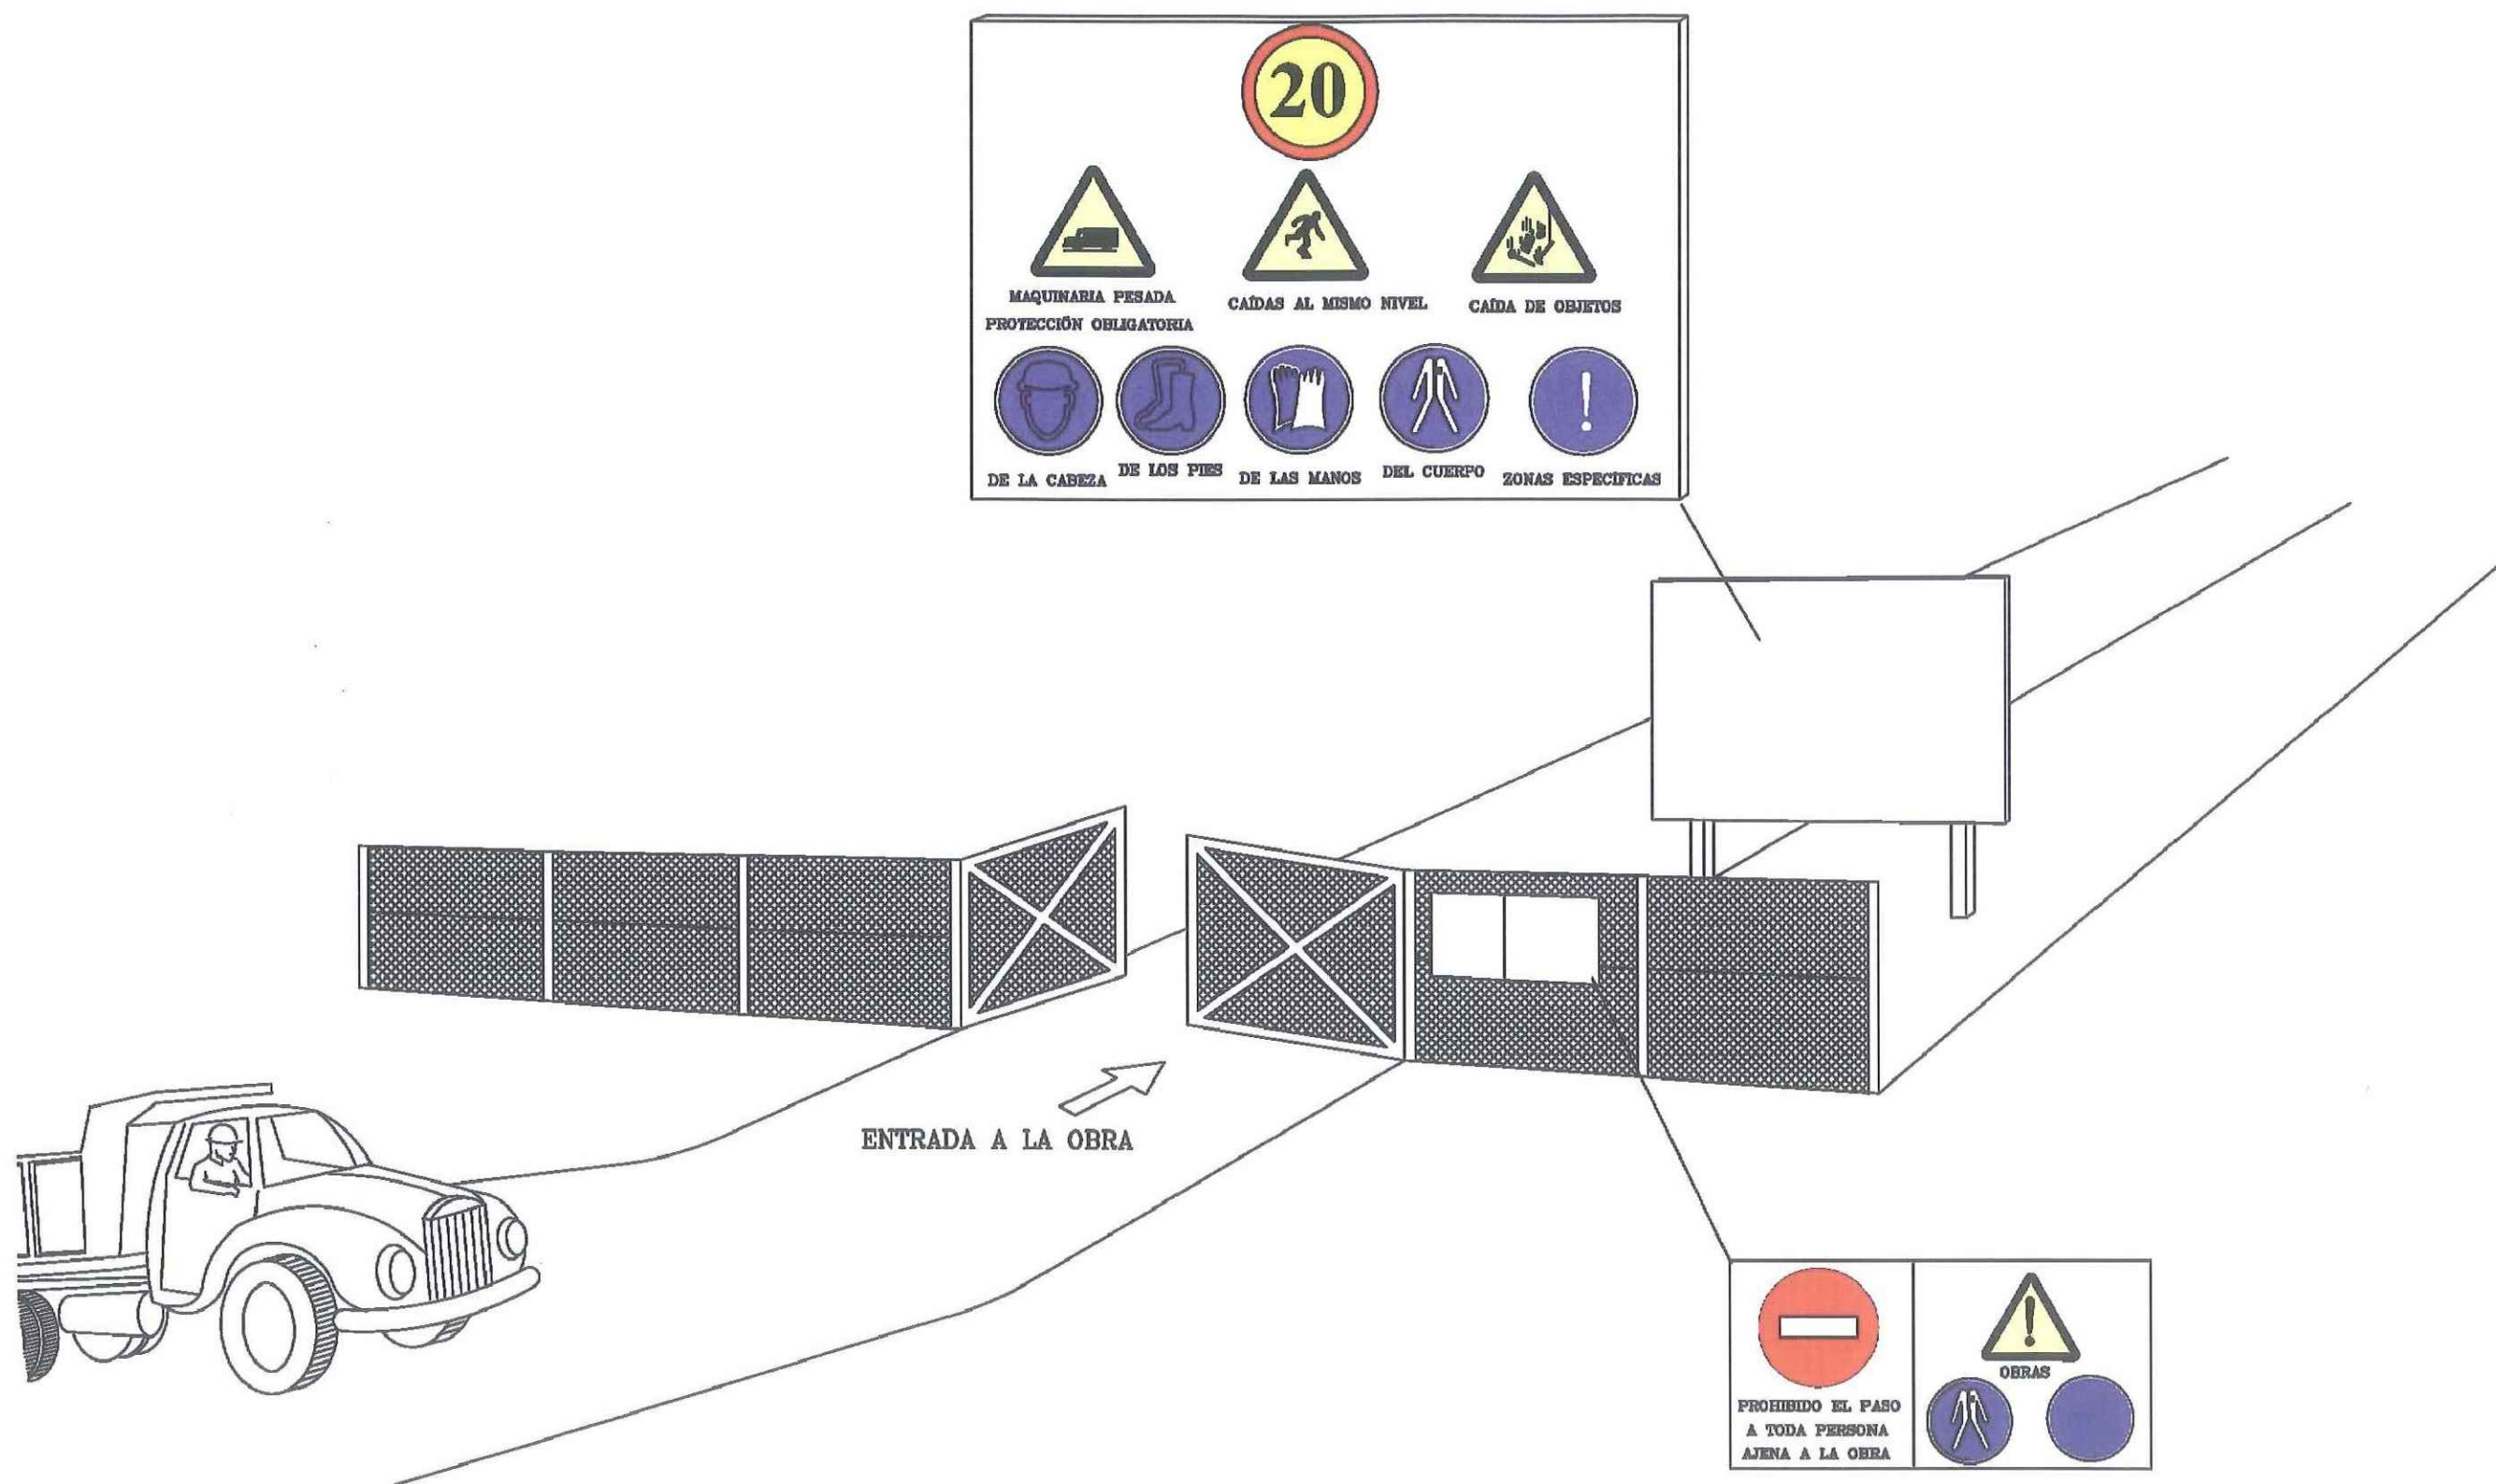 20
MAQUINARIA PESADA
CAÍDAS AL MISMO NIVEL
CAÍDA DE OBJETOS
PROTECCIÓN OBLIGATORIA
DE LA CABEZA
DE LOS PIES
DE LAS MANOS
DEL CUERPO
ZONAS ESPECÍFICAS
ENTRADA A LA OBRA
PROHIBIDO EL PASO
A TODA PERSONA
AJENA A LA OBRA
OBRAS